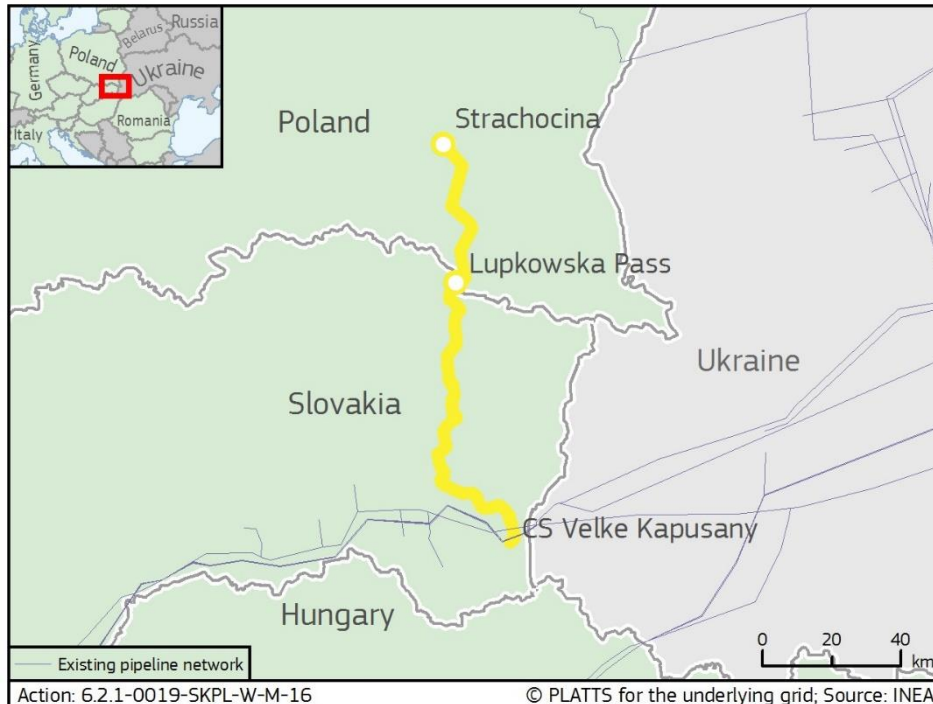 Belarus
Russia
Germany
Poland
Ukraine
Italy
Romania
Poland
Strachocina
Lupkowska Pass
Ukraine
Slovakia
CS Velke Kapusany
Hungary
0 20 40
km
Existing pipeline network
Action: 6.2.1-0019-SKPL-W-M-16
© PLATTS for the underlying grid; Source: INEA